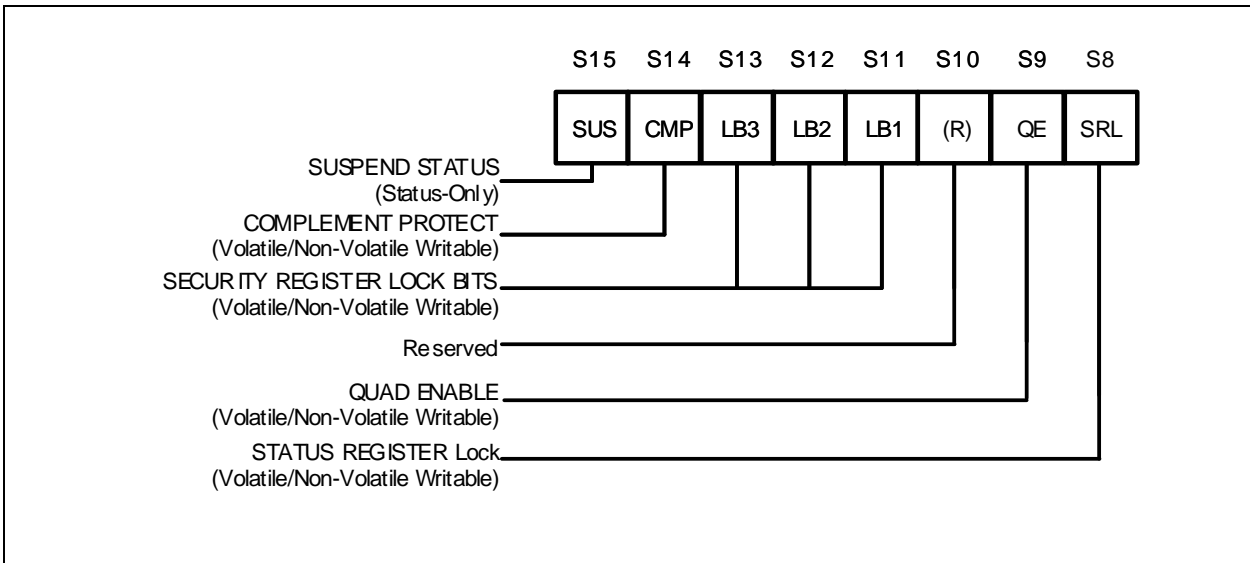 S15 S14 S13 S12 S11 S10 S9 S8
SUS CMP LB3 LB2 LB1 (R) QE SRL
SUSPEND STATUS
(Status-Only)
COMPLEMENT PROTECT
(Volatile/Non-Volatile Writable)
SECURITY REGISTER LOCK BITS
(Volatile/Non-Volatile Writable)
Reserved
QUAD ENABLE
(Volatile/Non-Volatile Writable)
STATUS REGISTER Lock
(Volatile/Non-Volatile Writable)